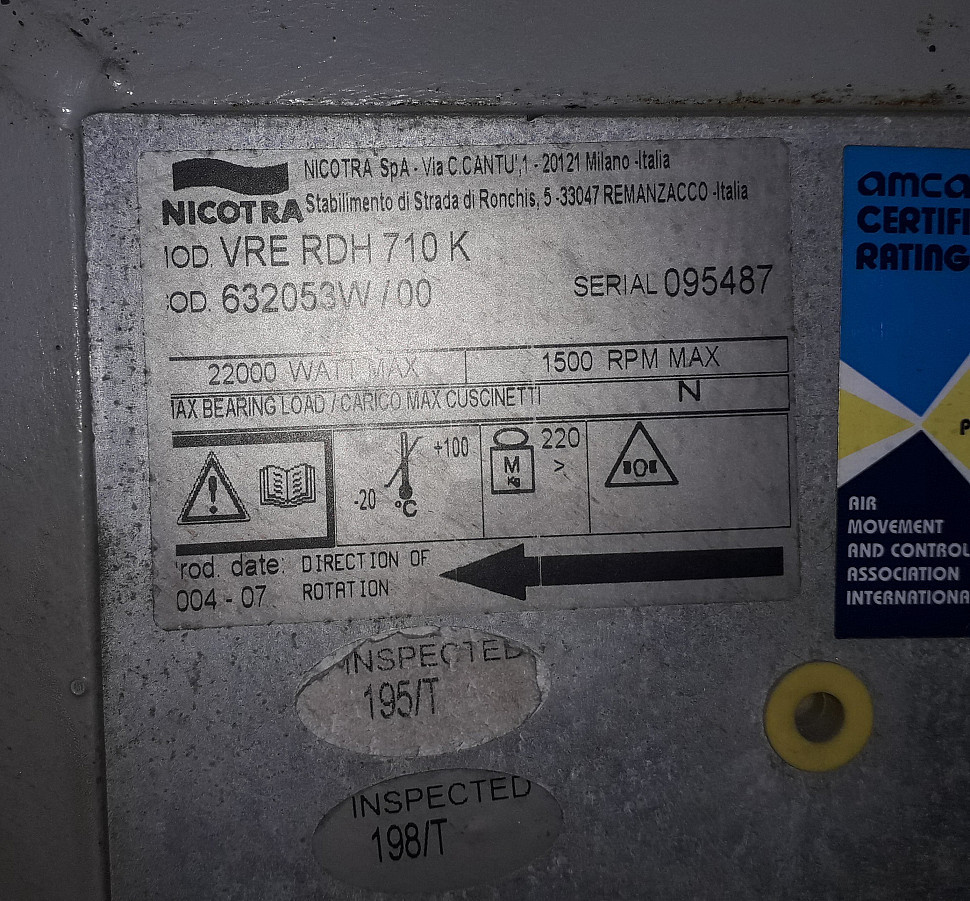 NICOTRA SpA - Via C.CANTU',1 - 20121 Milano -Italia
NICOTRA Stabilimento di Strada di Ronchis, 5 -33047 REMANZACCO -Italia
IOD. VRE RDH 710 K
OD. 632053W / 00
SERIAL 095487
22000 WATT MAX
1500 RPM MAX
IAX BEARING LOAD / CARICO MAX CUSCINETTI N
+100
-20 °C
M
Kg
220
>
rod. date: DIRECTION OF
004 - 07 ROTATION
INSPECTED
195/T
INSPECTED
198/T
amca
CERTIFI
RATING
P
AIR
MOVEMENT
AND CONTROL
ASSOCIATION
INTERNATIONA